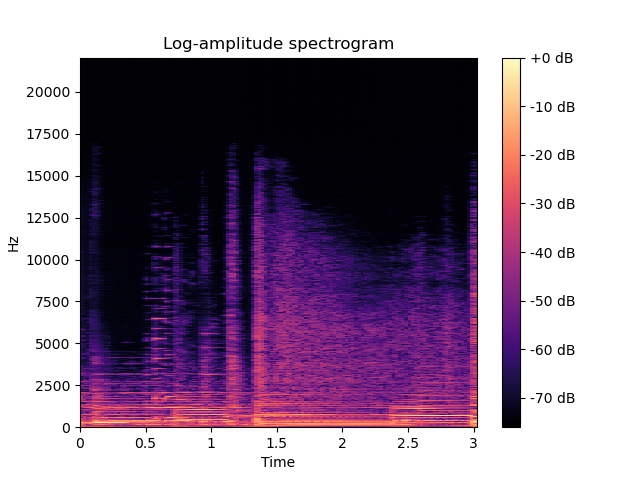 Log-amplitude spectrogram
Hz
20000
17500
15000
12500
10000
7500
5000
2500
0
0 0.5 1 1.5 2 2.5 3
Time
+0 dB
-10 dB
-20 dB
-30 dB
-40 dB
-50 dB
-60 dB
-70 dB